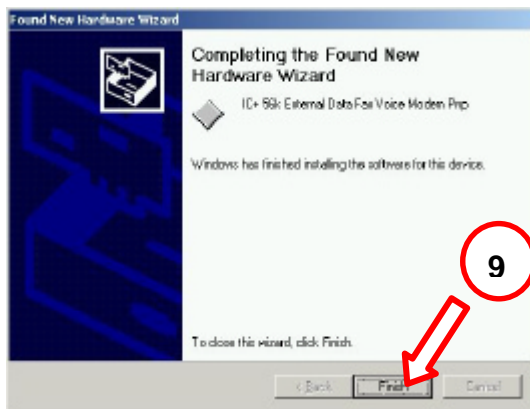 Found New Hardware Wizard
Completing the Found New
Hardware Wizard
IC+ 56k External Data Fax Voice Modem Pnp
Windows has finished installing the software for this device.
9
To close this wizard, click Finish.
< Back
Finish
Cancel